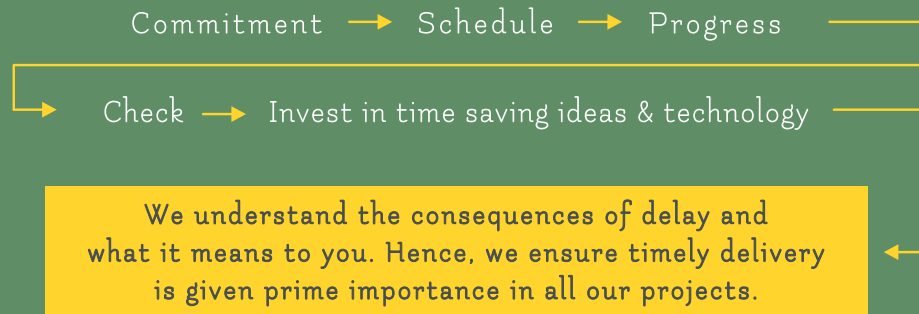 Commitment Schedule Progress
Check Invest in time saving ideas & technology
We understand the consequences of delay and
what it means to you. Hence, we ensure timely delivery
is given prime importance in all our projects.